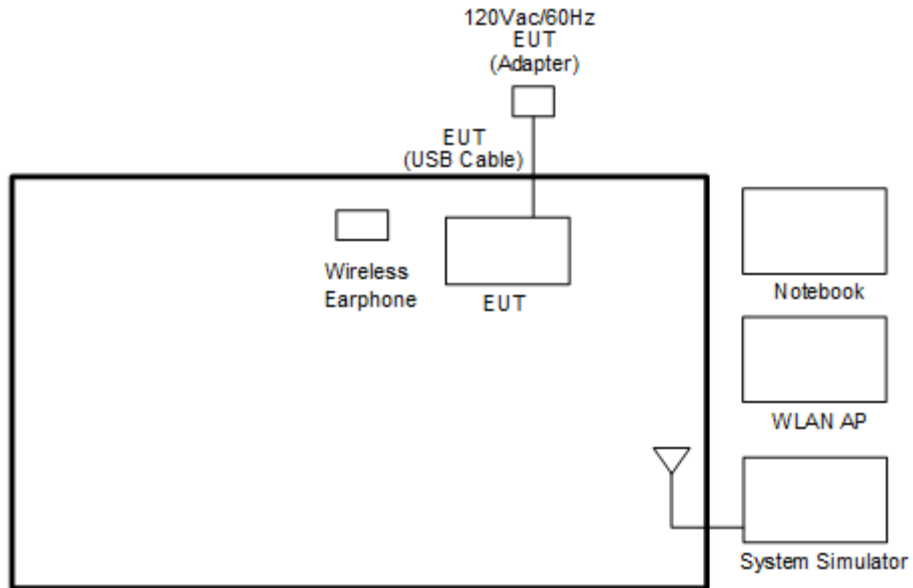 120Vac/60Hz
EUT
(Adapter)
EUT
(USB Cable)
Wireless
Earphone
EUT
Notebook
WLAN AP
System Simulator